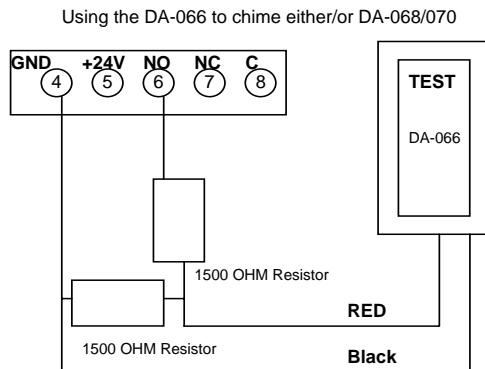 Using the DA-066 to chime either/or DA-068/070
GND +24V NO NC C
4 5 6 7 8
TEST
DA-066
1500 OHM Resistor
RED
1500 OHM Resistor
Black